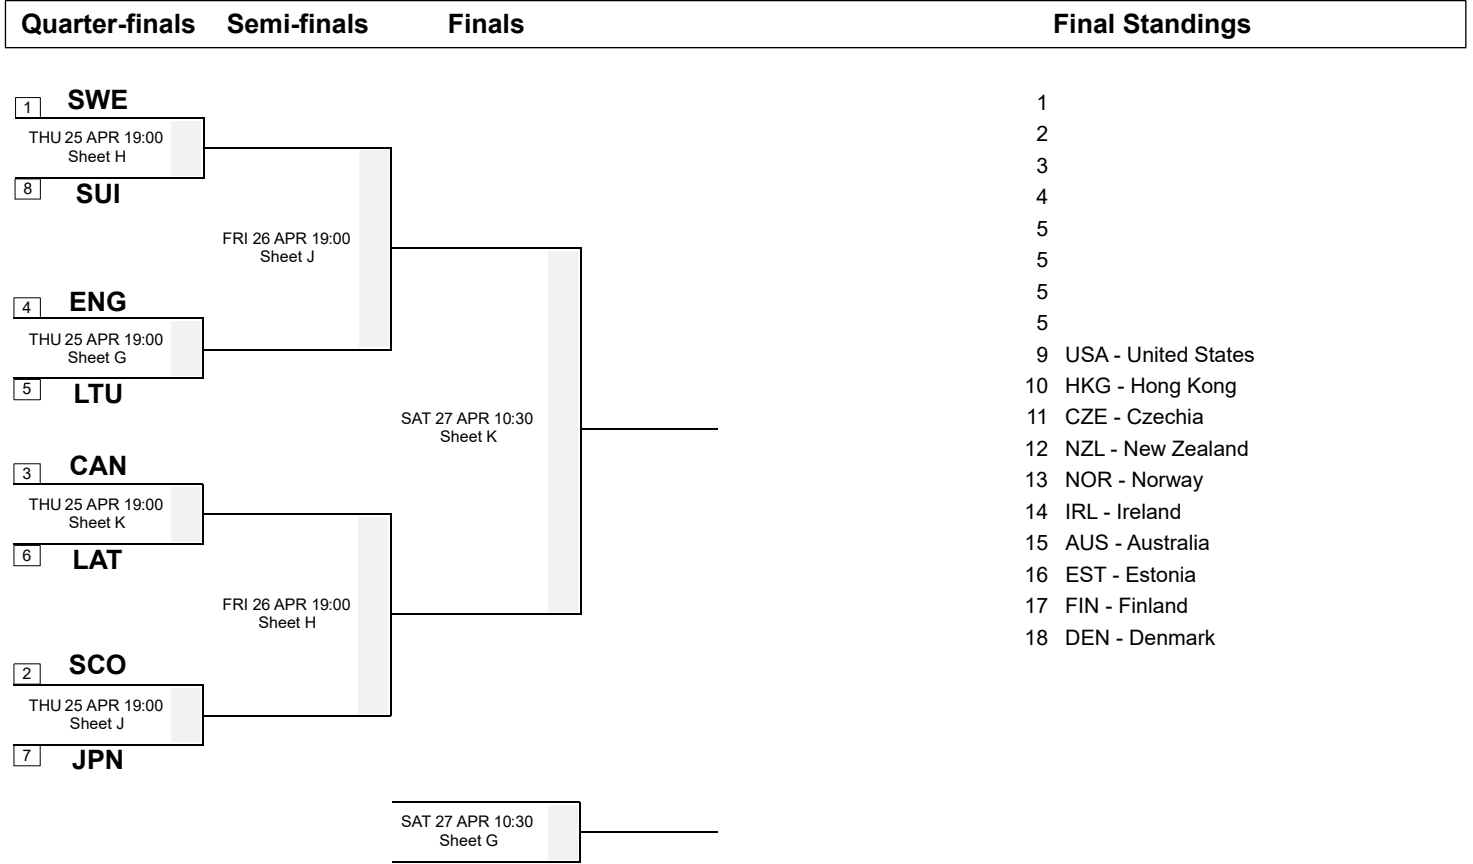 Quarter-finals Semi-finals Finals Final Standings
1 SWE
THU 25 APR 19:00
Sheet H
8 SUI
FRI 26 APR 19:00
Sheet J
4 ENG
THU 25 APR 19:00
Sheet G
5 LTU
SAT 27 APR 10:30
Sheet K
3 CAN
THU 25 APR 19:00
Sheet K
6 LAT
FRI 26 APR 19:00
Sheet H
2 SCO
THU 25 APR 19:00
Sheet J
7 JPN
SAT 27 APR 10:30
Sheet G
1
2
3
4
5
5
5
5
9 USA - United States
10 HKG - Hong Kong
11 CZE - Czechia
12 NZL - New Zealand
13 NOR - Norway
14 IRL - Ireland
15 AUS - Australia
16 EST - Estonia
17 FIN - Finland
18 DEN - Denmark